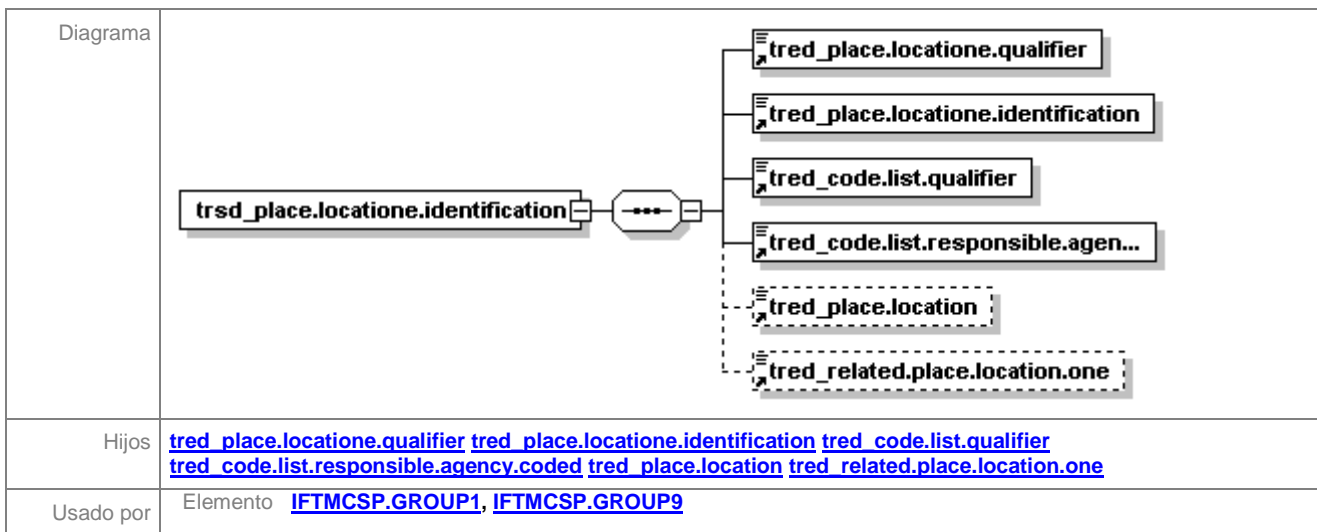 Diagrama
tred_place.locatione.qualifier
tred_place.locatione.identification
tred_code.list.qualifier
trsd_place.locatione.identification
tred_code.list.responsible.agen...
tred_place.location
tred_related.place.location.one
Hijos tred_place.locatione.qualifier tred_place.locatione.identification tred_code.list.qualifier
tred_code.list.responsible.agency.coded tred_place.location tred_related.place.location.one
Usado por Elemento IFTMCSP.GROUP1, IFTMCSP.GROUP9